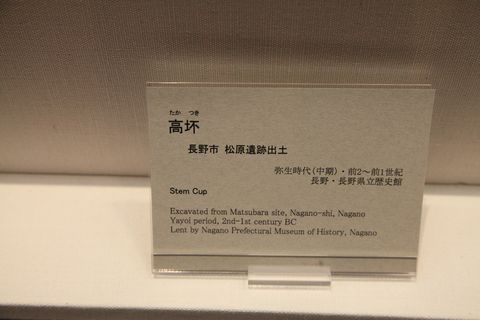 たか つき
高坏
長野市 松原遺跡出土
弥生時代(中期)・前2~前1世紀
長野・長野県立歴史館
Stem Cup
Excavated from Matsubara site, Nagano-shi, Nagano
Yayoi period, 2nd-1st century BC
Lent by Nagano Prefectural Museum of History, Nagano